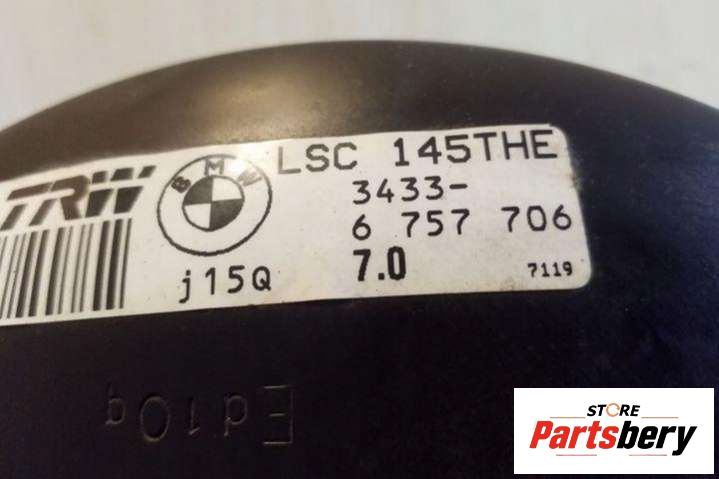 LSC 145THE
TRW
BMW
3433-
6 757 706
j15Q
7.0
7119
Ed10q
STORE
Partsbery